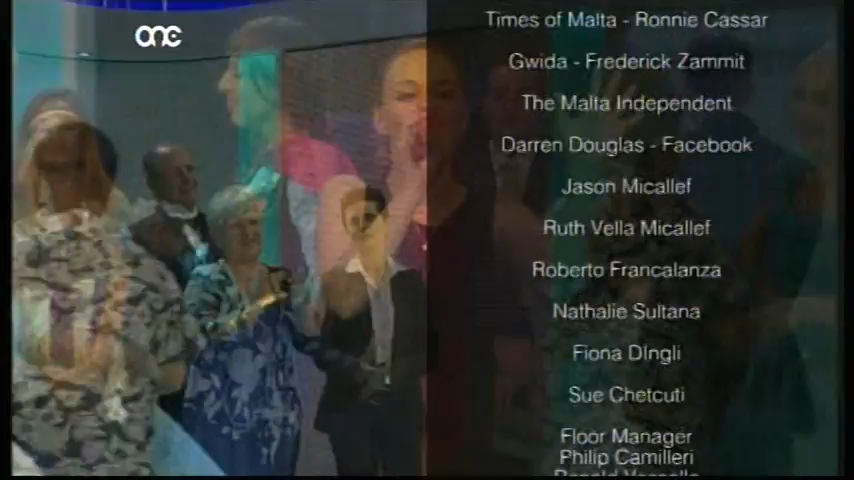 one
Times of Malta - Ronnie Cassar
Gwida - Frederick Zammit
The Malta Independent
Darren Douglas - Facebook
Jason Micallef
Ruth Vella Micallef
Roberto Francalanza
Nathalie Sultana
Fiona DIngli
Sue Chetcuti
Floor Manager
Philip Camilleri